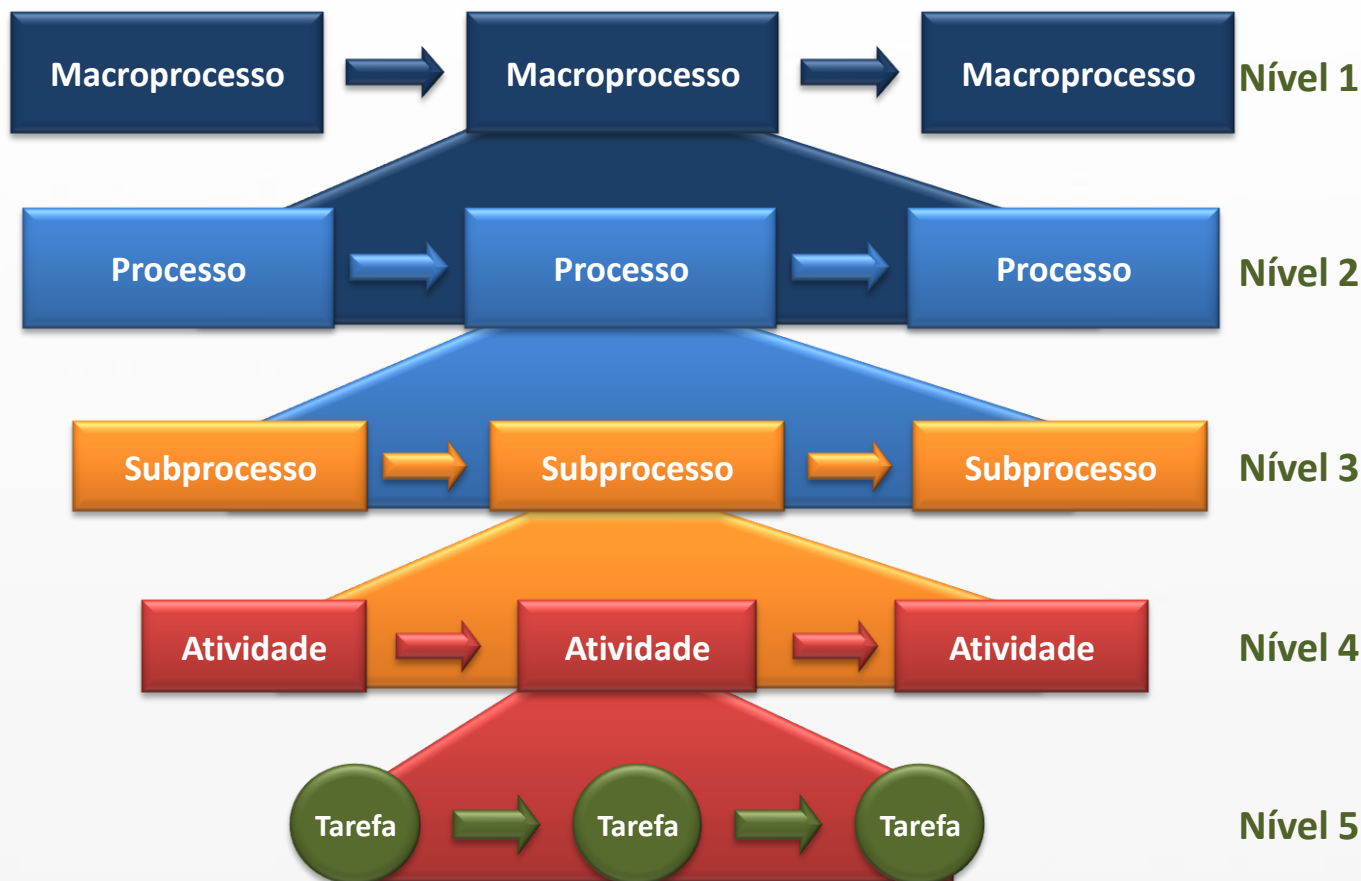 Macroprocesso Macroprocesso Macroprocesso Nível 1
Processo Processo Processo Nível 2
Subprocesso Subprocesso Subprocesso Nível 3
Atividade Atividade Atividade Nível 4
Tarefa Tarefa Tarefa Nível 5